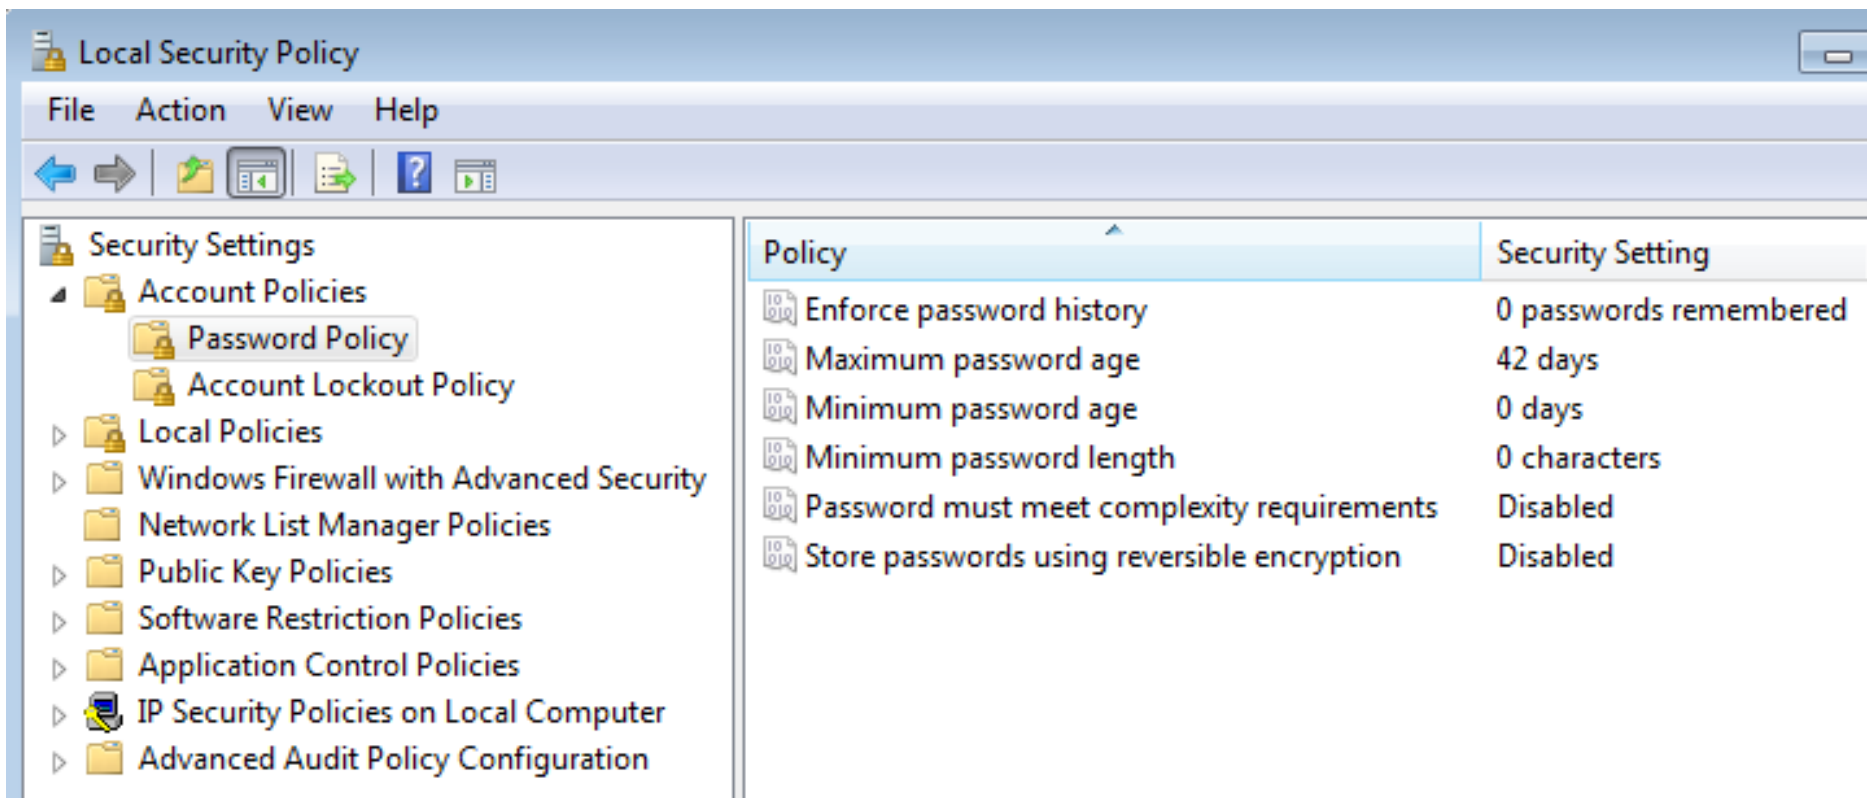 Local Security Policy
File Action View Help
Security Settings
Account Policies
Password Policy
Account Lockout Policy
Local Policies
Windows Firewall with Advanced Security
Network List Manager Policies
Public Key Policies
Software Restriction Policies
Application Control Policies
IP Security Policies on Local Computer
Advanced Audit Policy Configuration
Policy Security Setting
Enforce password history 0 passwords remembered
Maximum password age 42 days
Minimum password age 0 days
Minimum password length 0 characters
Password must meet complexity requirements Disabled
Store passwords using reversible encryption Disabled